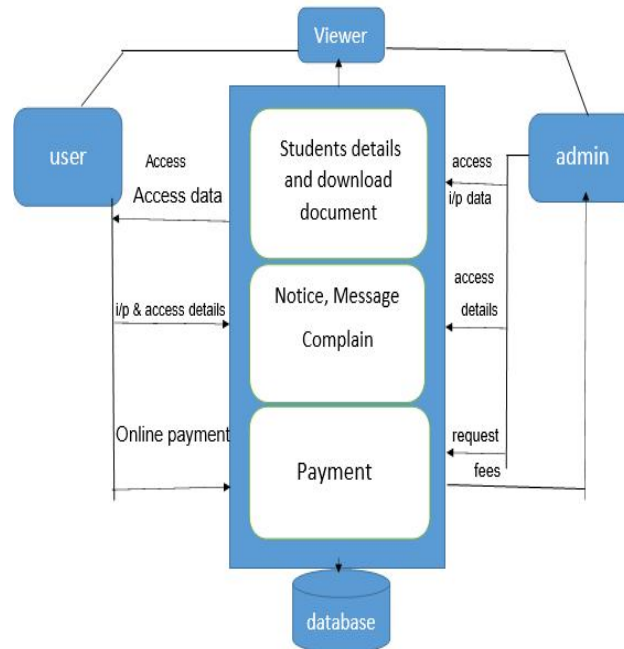 Viewer
user
admin
Students details
and download
document
Access
Access data
access
i/p data
Notice, Message
Complain
i/p & access details
access
details
Online payment
Payment
request
fees
database